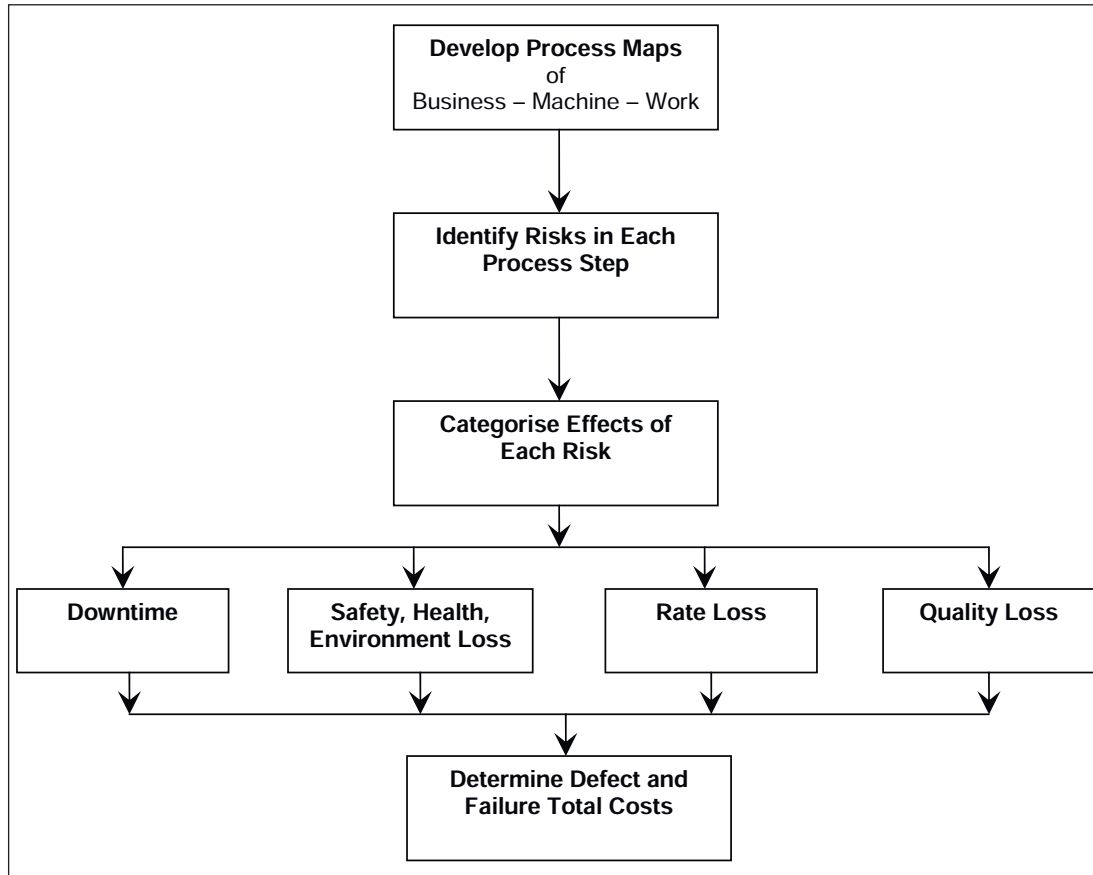 Develop Process Maps
of
Business – Machine – Work
Identify Risks in Each
Process Step
Categorise Effects of
Each Risk
Downtime
Safety, Health,
Environment Loss
Rate Loss
Quality Loss
Determine Defect and
Failure Total Costs